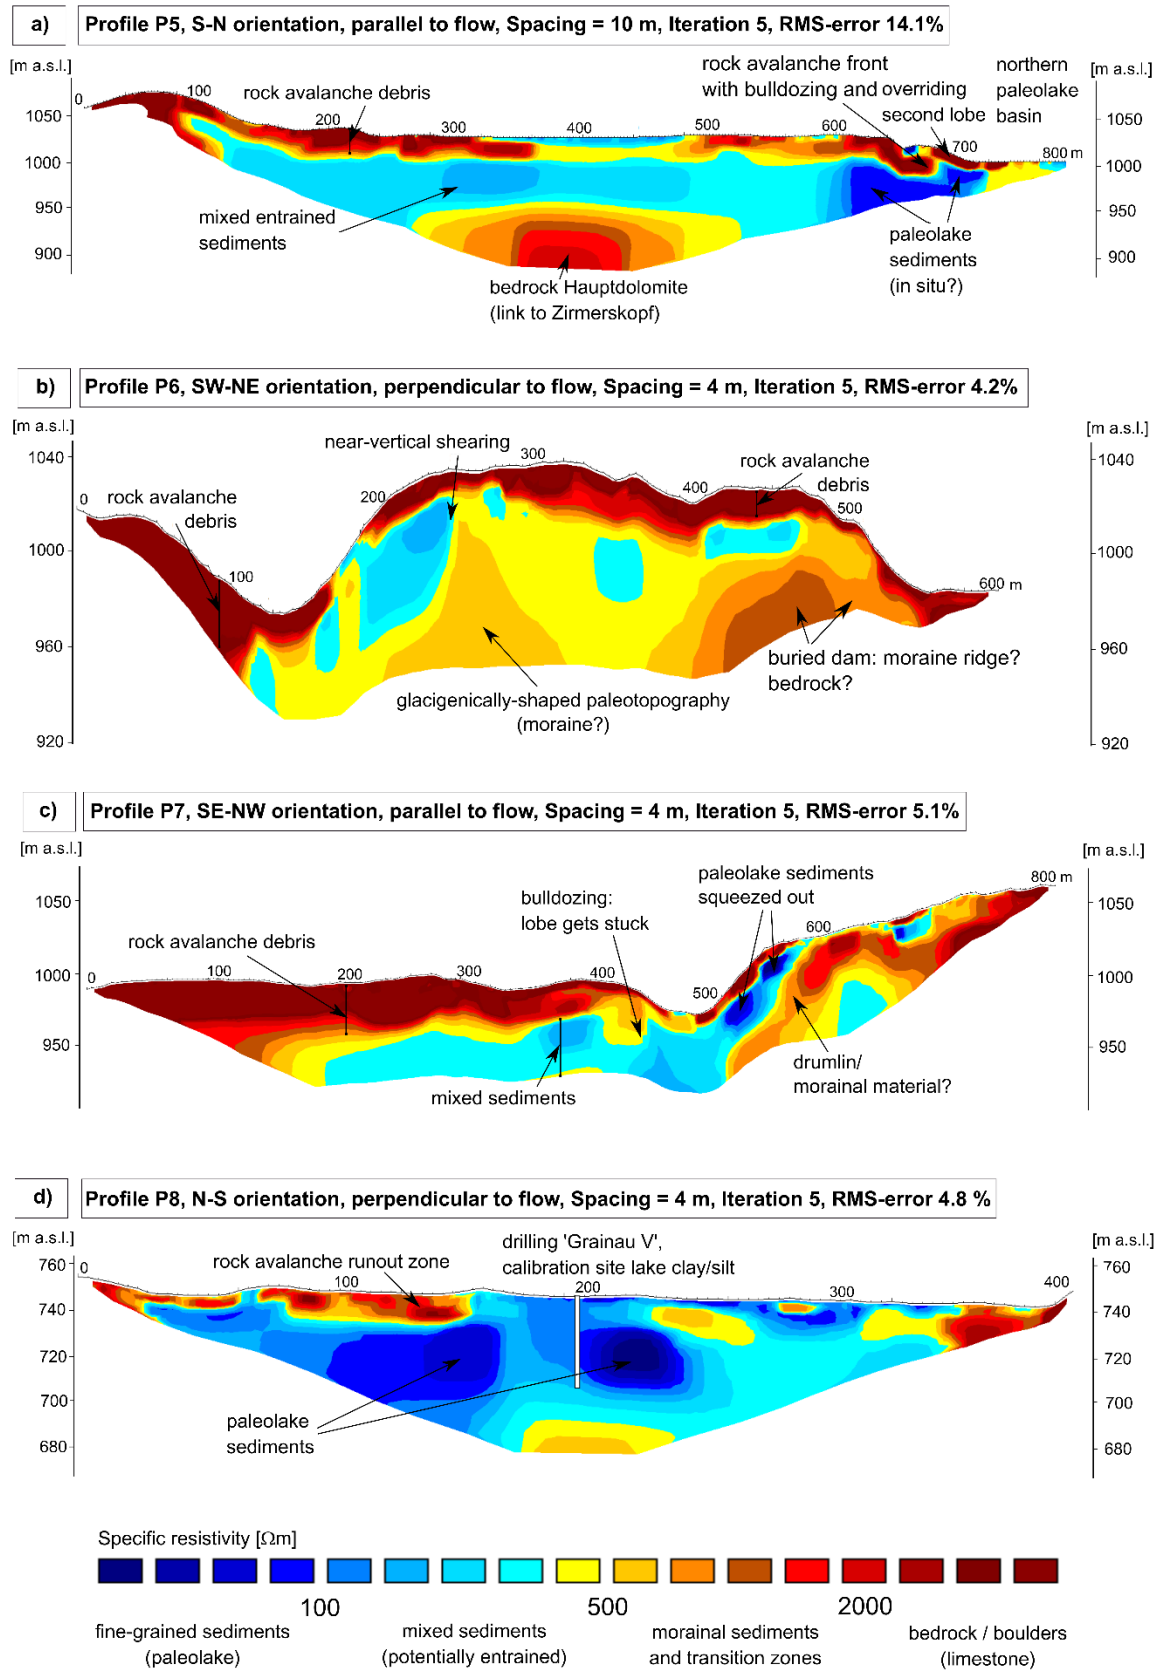 a) Profile P5, S-N orientation, parallel to flow, Spacing = 10 m, Iteration 5, RMS-error 14.1%
[m a.s.l.]
[m a.s.l.]
rock avalanche front
with bulldozing and overriding
second lobe
northern
paleolake
basin
rock avalanche debris
0 100 200 300 400 500 600 700 800 m
1050
1000
950
900
1050
1000
950
900
mixed entrained
sediments
bedrock Hauptdolomite
(link to Zirmerskopf)
paleolake
sediments
(in situ?)
b) Profile P6, SW-NE orientation, perpendicular to flow, Spacing = 4 m, Iteration 5, RMS-error 4.2%
[m a.s.l.]
[m a.s.l.]
near-vertical shearing
rock avalanche
debris
rock avalanche
debris
0 100 200 300 400 500 600 m
1040
1000
960
920
1040
1000
960
920
glacigenically-shaped paleotopography
(moraine?)
buried dam: moraine ridge?
bedrock?
c) Profile P7, SE-NW orientation, parallel to flow, Spacing = 4 m, Iteration 5, RMS-error 5.1%
[m a.s.l.]
[m a.s.l.]
paleolake sediments
squeezed out
bulldozing:
lobe gets stuck
rock avalanche debris
0 100 200 300 400 500 600 800 m
1050
1000
950
1050
1000
950
mixed sediments
drumlin/
morainal material?
d) Profile P8, N-S orientation, perpendicular to flow, Spacing = 4 m, Iteration 5, RMS-error 4.8 %
[m a.s.l.]
[m a.s.l.]
drilling 'Grainau V',
calibration site lake clay/silt
rock avalanche runout zone
0 100 200 300 400
760
740
720
700
680
760
740
720
700
680
paleolake
sediments
Specific resistivity [Ωm]
100 500 2000
fine-grained sediments
(paleolake)
mixed sediments
(potentially entrained)
morainal sediments
and transition zones
bedrock / boulders
(limestone)